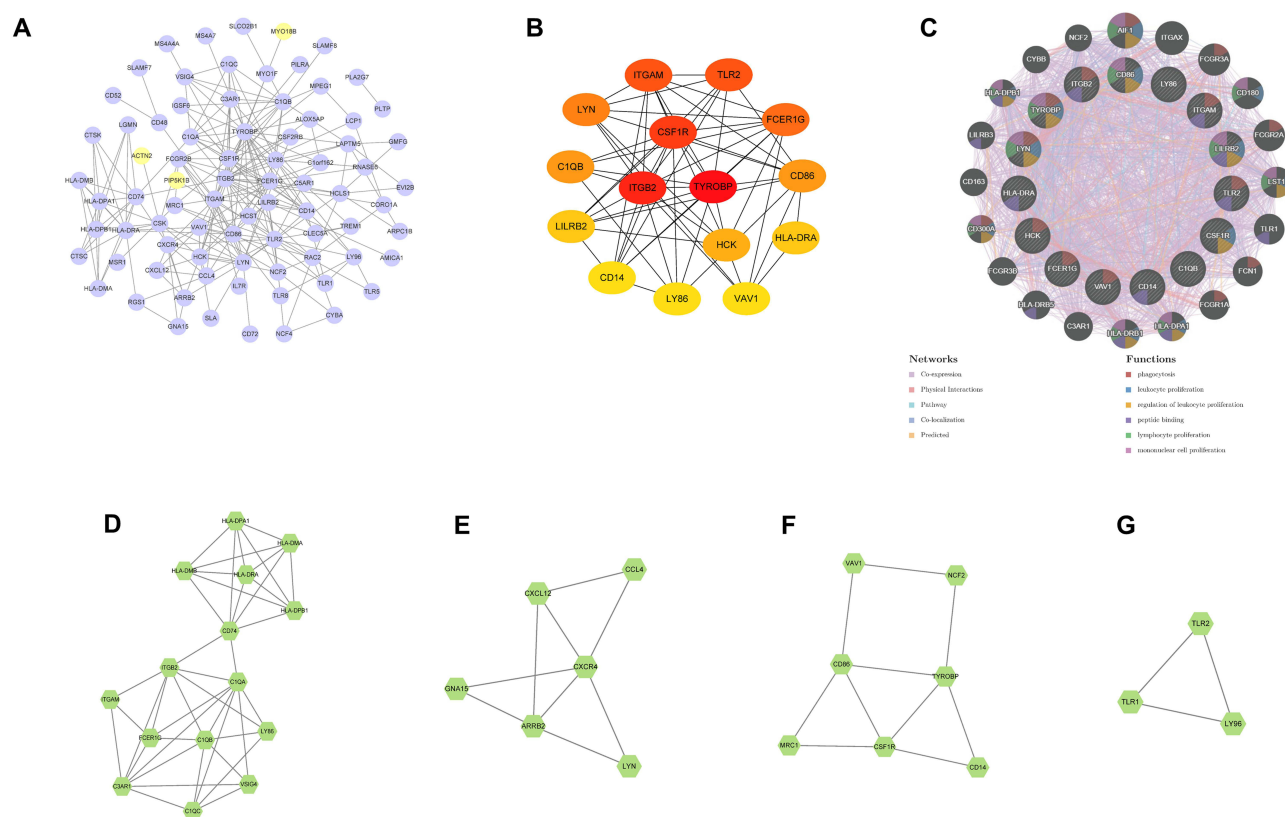 A
SLCO2B1
MYO18B
MS4A4A
MS4A7
SLAMF8
SLAMF7
VSIG4
C1QC
MYO1F
PILRA
PLA2G7
CD52
IGSF6
C3AR1
C1QB
MPEG1
PLTP
CTSK
LGMN
CD48
TYROBP
ALOX5AP
LCP1
C1QA
CSF2RB
LAPTM5
GMFG
ACTN2
FCGR2B
CSF1R
LY86
C1orf162
RNASE6
PIP5K1B
ITGB2
FCER1G
C5AR1
HCLS1
EVI2B
HLA-DPA1
CD74
MRC1
ITGAM
LILRB2
CD14
CORO1A
HLA-DPB1
HLA-DRA
CSK
VAV1
HCST
CLEC5A
TREM1
ARPC1B
CTSC
MSR1
CXCR4
CD86
TLR2
RAC2
LY96
AMICA1
HLA-DMA
CXCL12
HCK
CCL4
LYN
NCF2
TLR1
TLR5
RGS1
ARRB2
IL7R
TLR8
CYBA
GNA15
SLA
CD72
NCF4
B
ITGAM
TLR2
LYN
FCER1G
CSF1R
C1QB
CD86
ITGB2
TYROBP
LILRB2
HCK
HLA-DRA
CD14
LY86
VAV1
C
AIF1
NCF2
ITGAX
CYBB
FCGR3A
ITGB2
CD86
LY86
HLA-DPB1
CD180
TYROBP
ITGAM
LILRB3
FCGR2A
LYN
LILRB2
CD163
LST1
HLA-DRA
TLR2
CD300A
TLR1
HCK
CSF1R
FCGR3B
FCER1G
C1QB
FCN1
VAV1
CD14
HLA-DRB5
FCGR1A
C3AR1
HLA-DRB1
HLA-DPA1
Networks
Co-expression
Physical Interactions
Pathway
Co-localization
Predicted
Functions
phagocytosis
leukocyte proliferation
regulation of leukocyte proliferation
peptide binding
lymphocyte proliferation
mononuclear cell proliferation
D
HLA-DPA1
HLA-DMA
HLA-DMB
HLA-DRA
HLA-DPB1
CD74
ITGB2
C1QA
ITGAM
FCER1G
C1QB
LY86
C3AR1
VSIG4
C1QC
E
CCL4
CXCL12
CXCR4
GNA15
ARRB2
LYN
F
VAV1
NCF2
CD86
TYROBP
MRC1
CSF1R
CD14
G
TLR2
TLR1
LY96